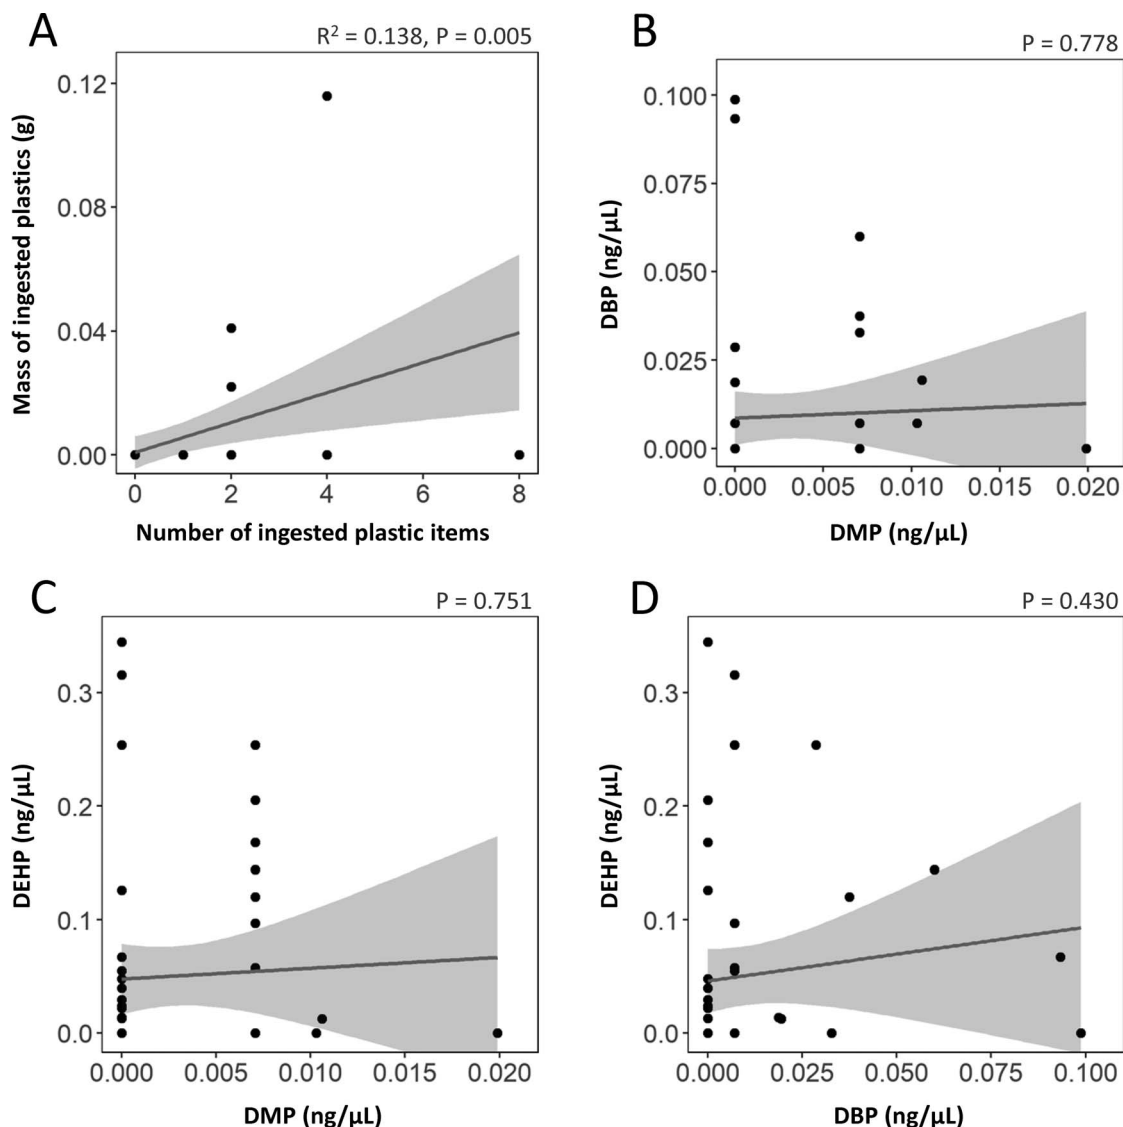 A
R² = 0.138, P = 0.005
Mass of ingested plastics (g)
0.12
0.08
0.04
0.00
0 2 4 6 8
Number of ingested plastic items
B
P = 0.778
DBP (ng/µL)
0.100
0.075
0.050
0.025
0.000
0.000 0.005 0.010 0.015 0.020
DMP (ng/µL)
C
P = 0.751
DEHP (ng/µL)
0.3
0.2
0.1
0.0
0.000 0.005 0.010 0.015 0.020
DMP (ng/µL)
D
P = 0.430
DEHP (ng/µL)
0.3
0.2
0.1
0.0
0.000 0.025 0.050 0.075 0.100
DBP (ng/µL)